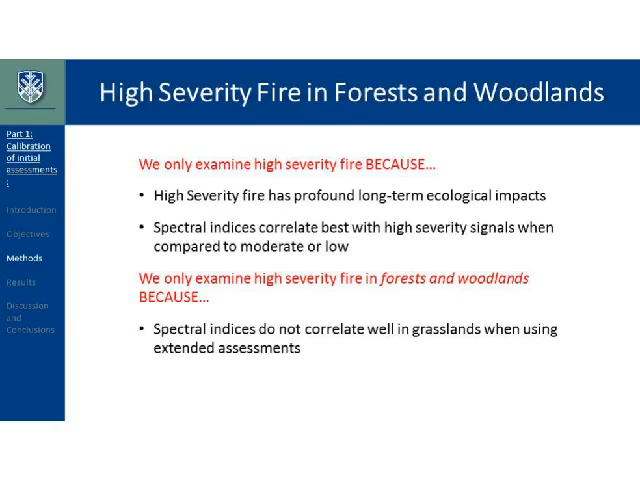 High Severity Fire in Forests and Woodlands
Part 1:
Calibration
of initial
assessments
:
Introduction
Objectives
Methods
Results
Discussion
and
Conclusions
We only examine high severity fire BECAUSE…
• High Severity fire has profound long-term ecological impacts
• Spectral indices correlate best with high severity signals when
compared to moderate or low
We only examine high severity fire in forests and woodlands
BECAUSE…
• Spectral indices do not correlate well in grasslands when using
extended assessments